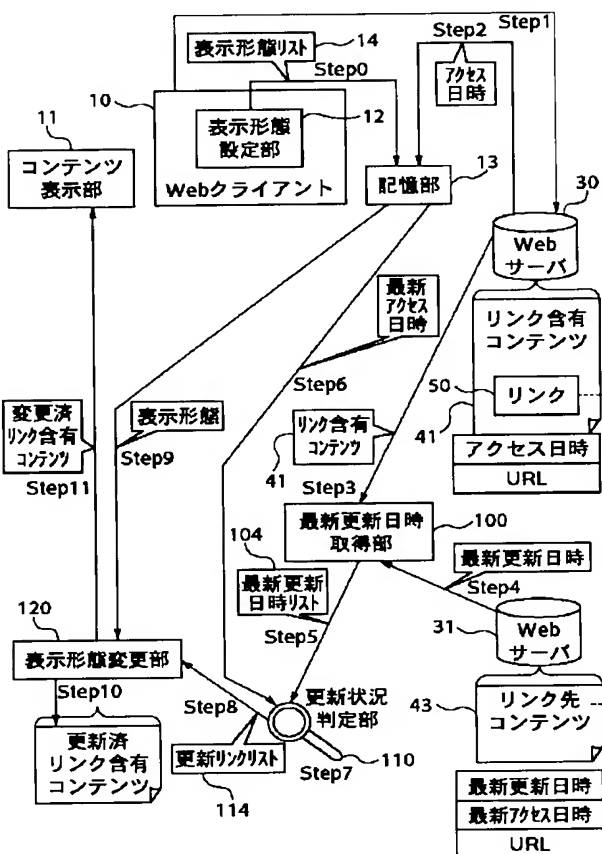 Step1
表示形態リスト
14
Step2
Step0
アクセス
日時
10
12
表示形態
設定部
11
コンテンツ
表示部
Webクライアント
記憶部
13
30
Web
サーバ
最新
アクセス
日時
リンク含有
コンテンツ
Step6
50
リンク
変更済
リンク含有
コンテンツ
表示形態
リンク含有
コンテンツ
41
アクセス日時
Step9
41
URL
Step11
Step3
最新更新日時
取得部
100
104
最新更新
日時リスト
最新更新日時
Step4
120
Step5
31
Web
サーバ
表示形態変更部
Step10
Step8
更新状況
判定部
43
リンク先
コンテンツ
更新済
リンク含有
コンテンツ
更新リンクリスト
Step7
110
114
最新更新日時
最新アクセス日時
URL